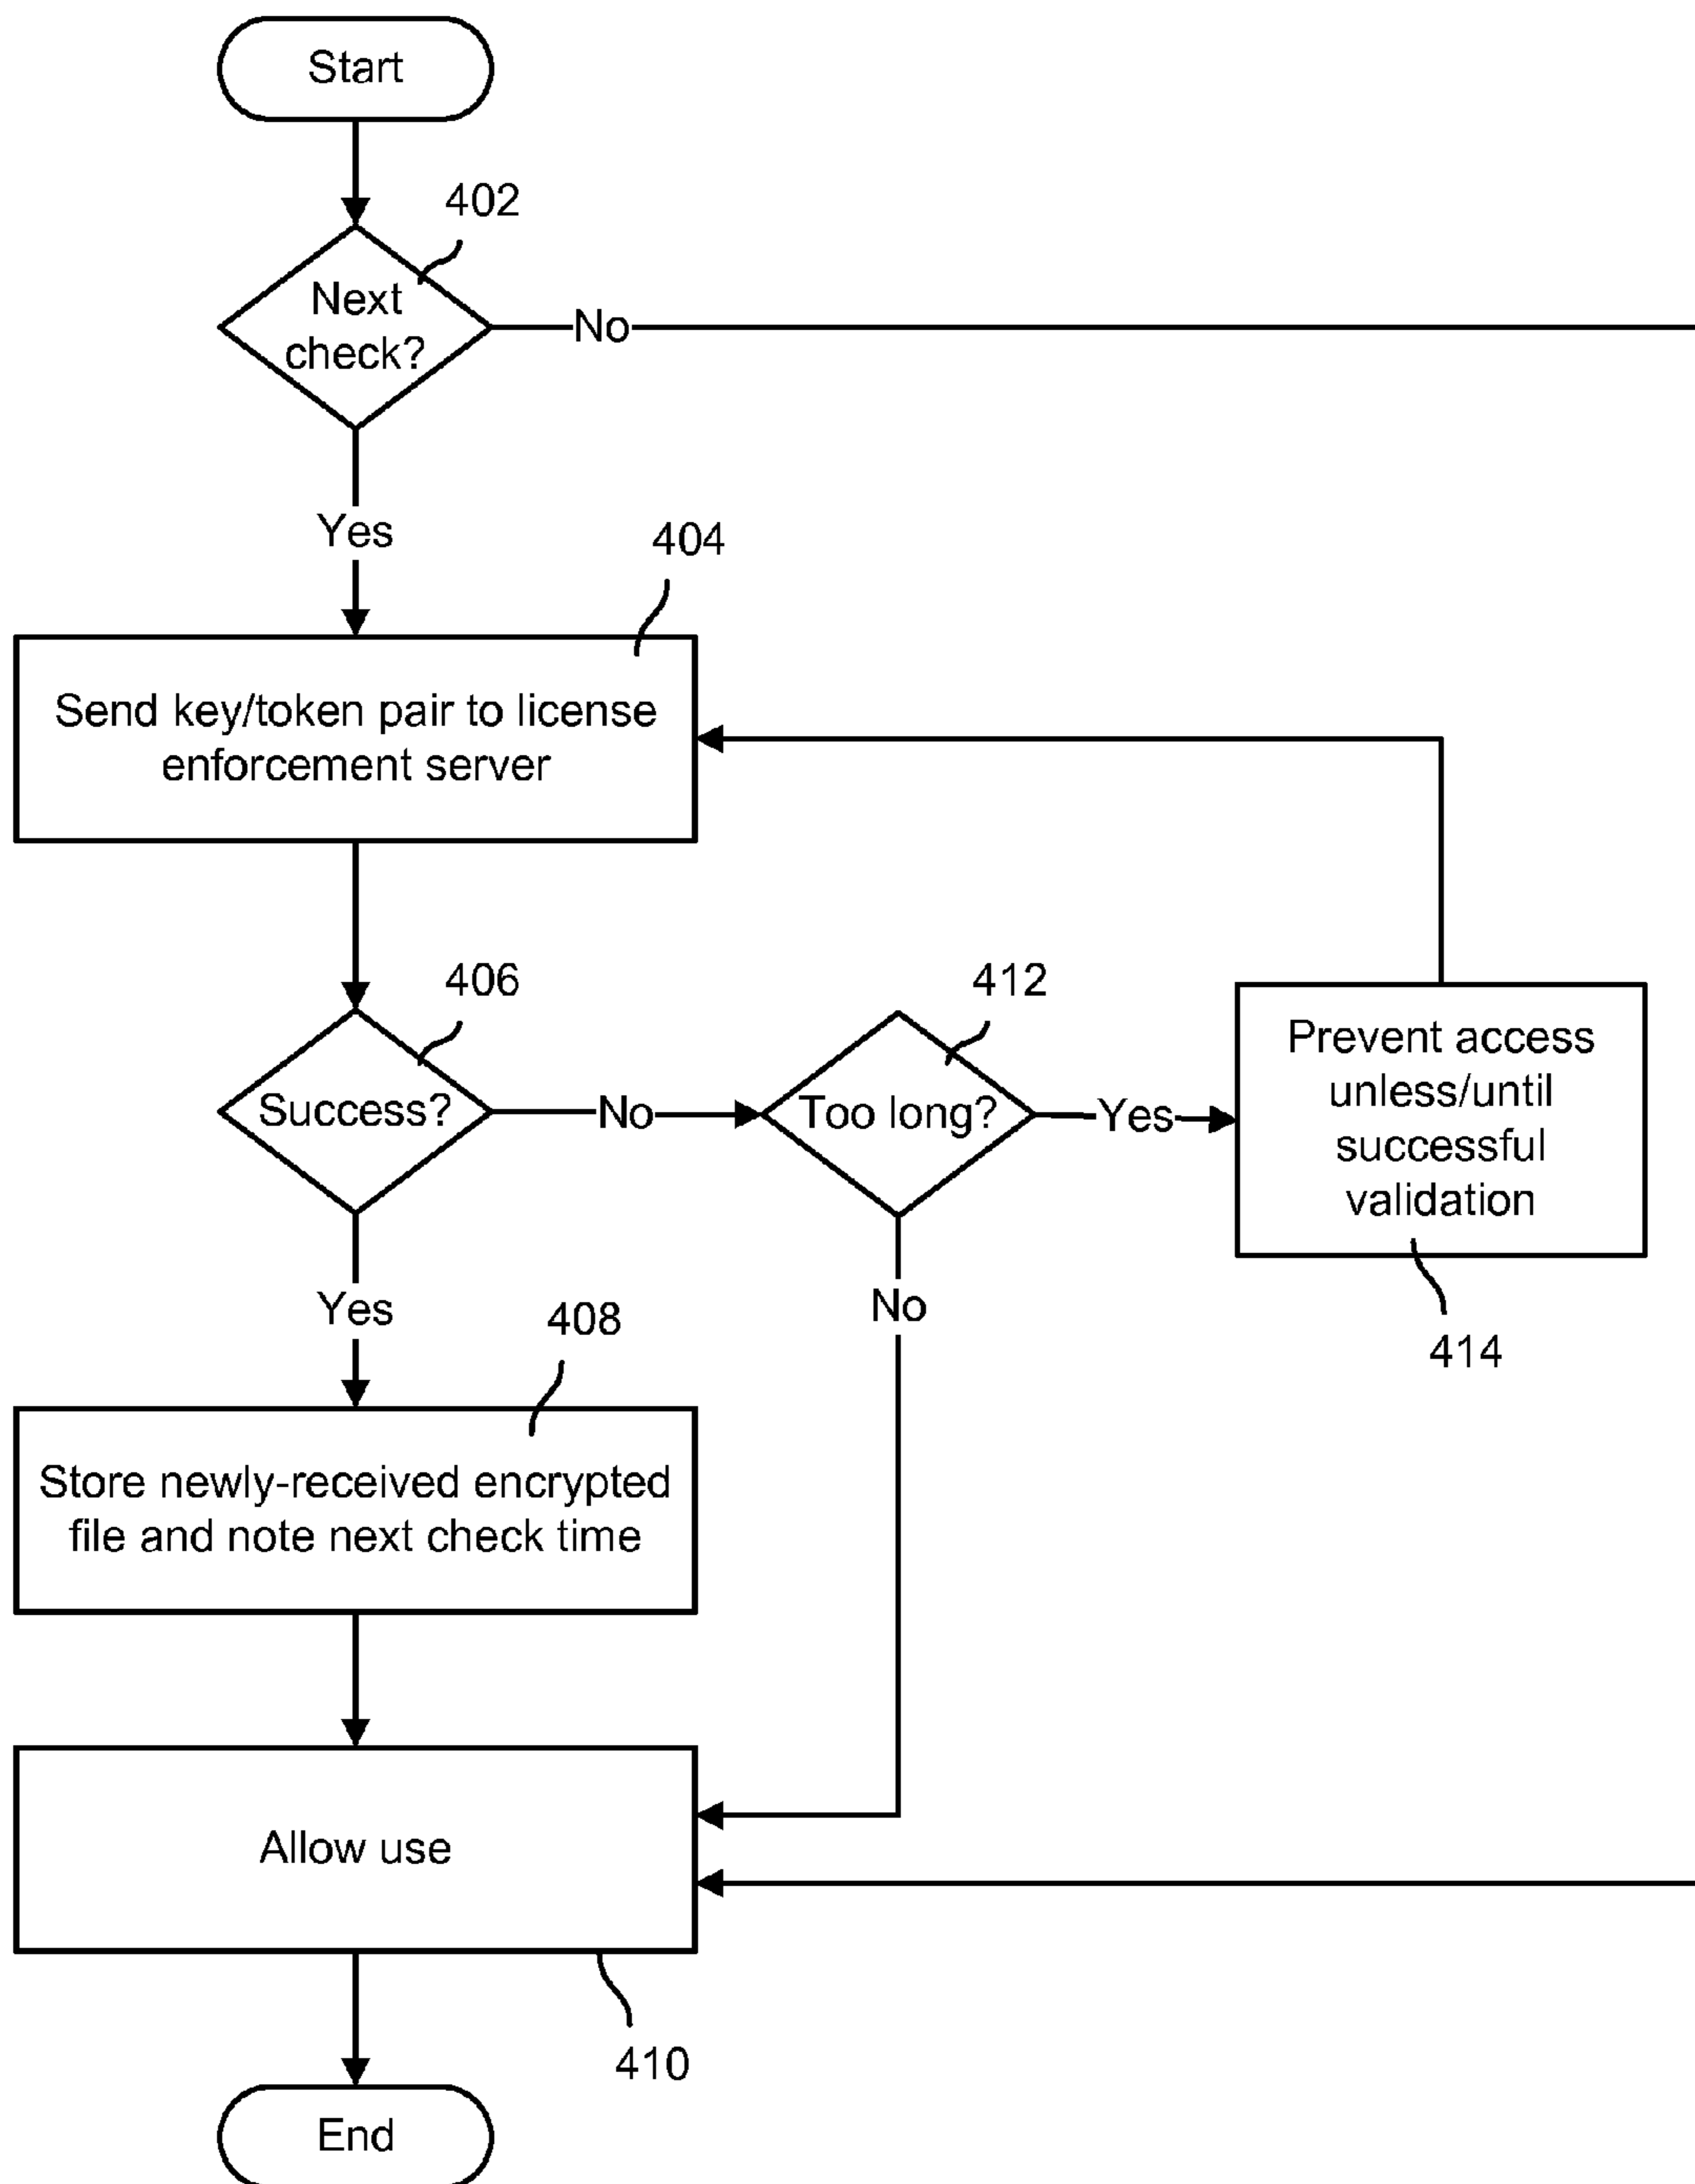 Start
402
Next
check?
No
Yes
404
Send key/token pair to license
enforcement server
406
Success?
No
412
Too long?
Yes
Prevent access
unless/until
successful
validation
414
Yes
No
408
Store newly-received encrypted
file and note next check time
Allow use
410
End